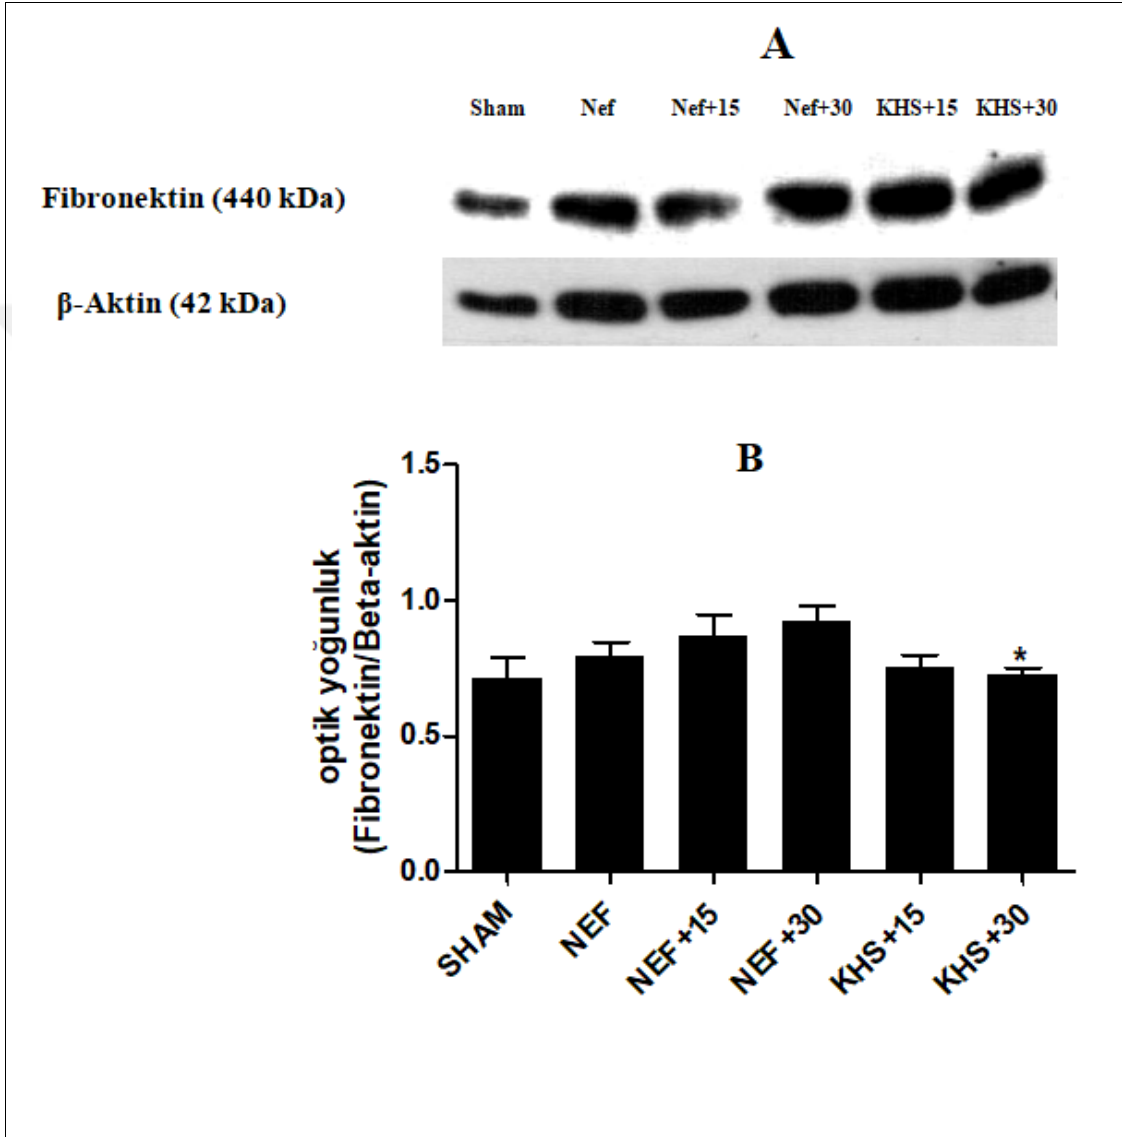 A
Sham Nef Nef+15 Nef+30 KHS+15 KHS+30
Fibronektin (440 kDa)
β-Aktin (42 kDa)
B
optik yoğunluk
(Fibronektin/Beta-aktin)
1.5
1.0
0.5
0.0
*
SHAM NEF NEF+15 NEF+30 KHS+15 KHS+30